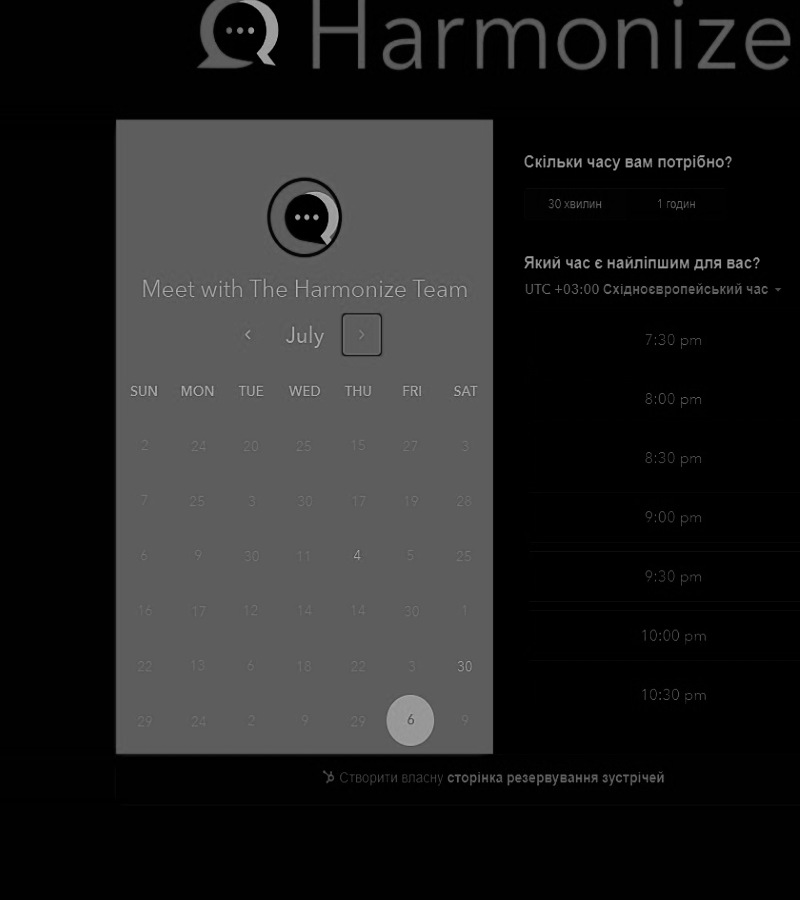 Harmonize
Meet with The Harmonize Team
July
SUN MON TUE WED THU FRI SAT
2 24 20 25 15 27 3
7 25 3 30 17 19 28
6 9 30 11 4 5 25
16 17 12 14 14 30 1
22 13 6 18 22 3 30
29 24 2 9 29 6 9
Скільки часу вам потрібно?
30 хвилин 1 годин
Який час є найліпшим для вас?
UTC +03:00 Східноєвропейський час
7:30 pm
8:00 pm
8:30 pm
9:00 pm
9:30 pm
10:00 pm
10:30 pm
Створити власну сторінка резервування зустрічей